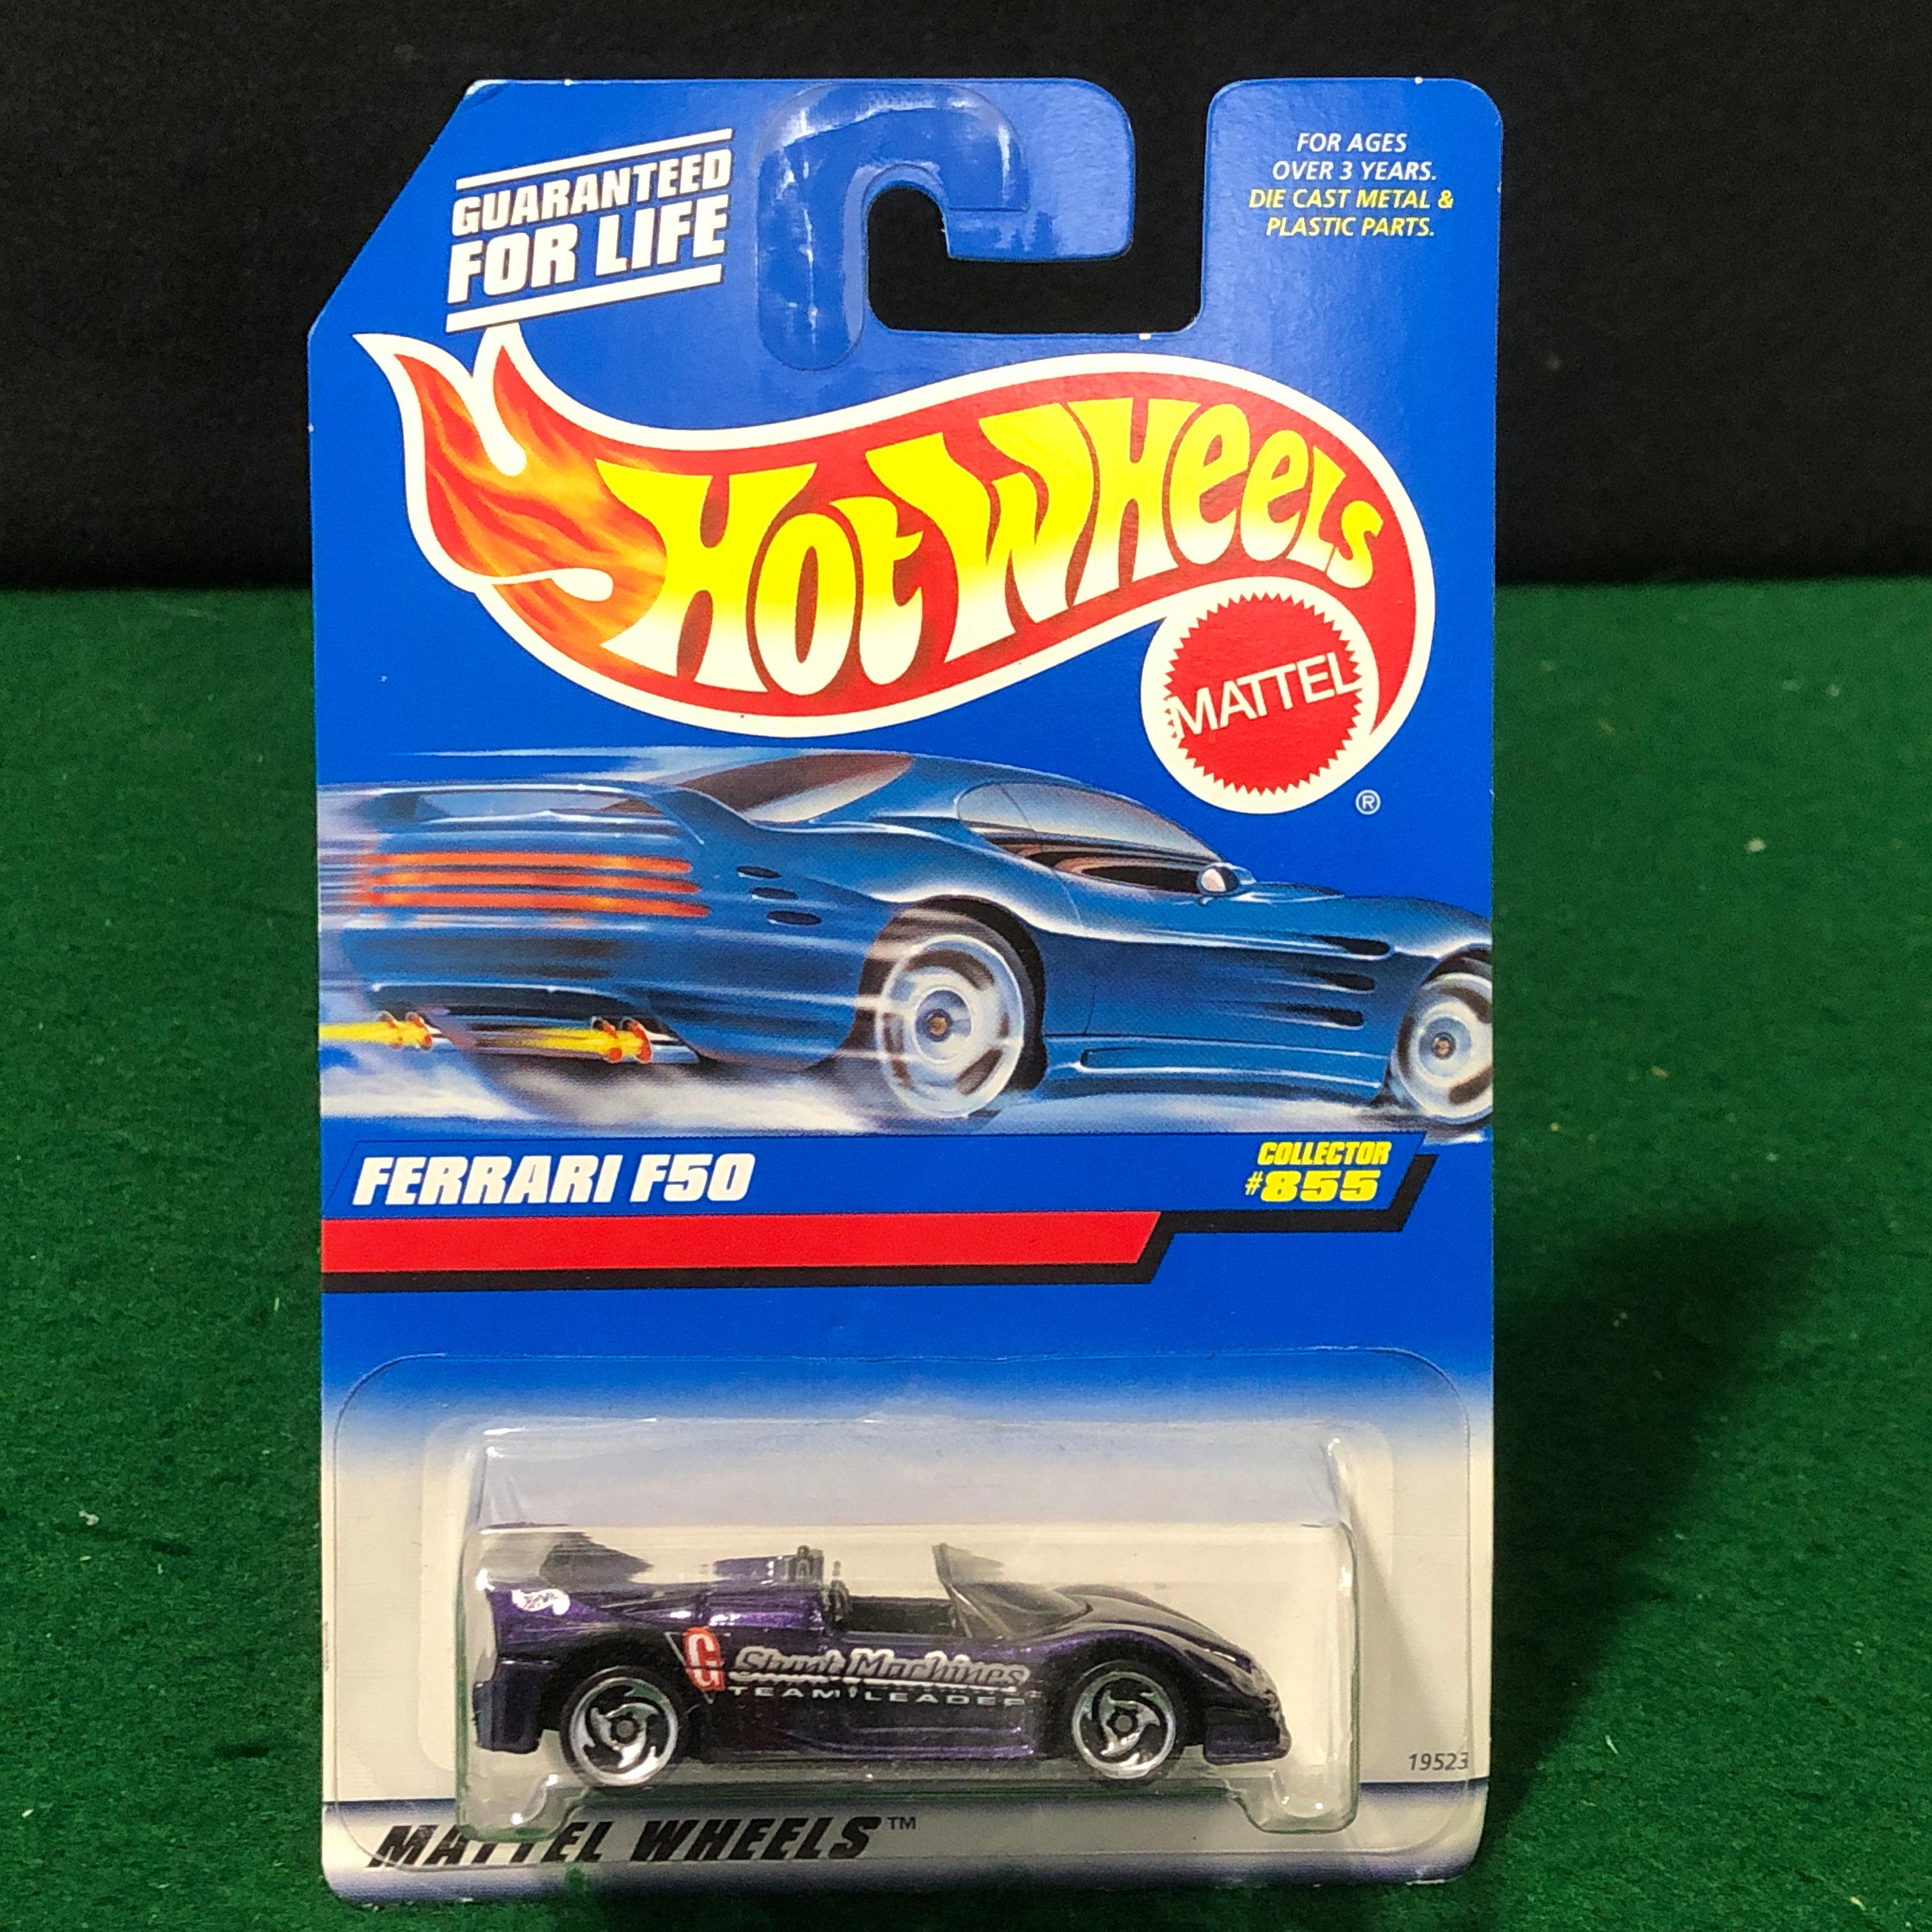 GUARANTEED
FOR LIFE
FOR AGES
OVER 3 YEARS.
DIE CAST METAL &
PLASTIC PARTS.
HOT WHEELS
MATTEL
®
FERRARI F50
COLLECTOR
#855
Stunt Machines
TEAM LEADER
19523
MATTEL WHEELS™